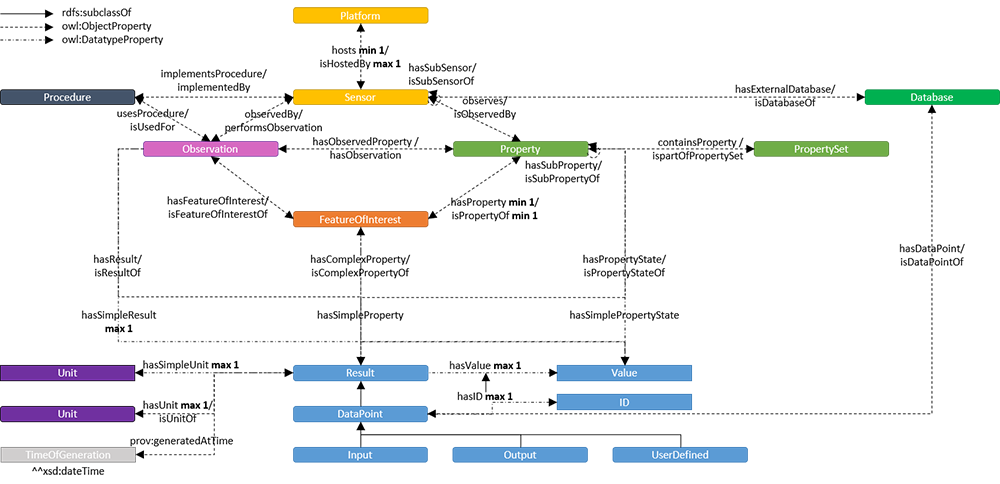 rdfs:subclassOf
owl:ObjectProperty
owl:DatatypeProperty
Platform
hosts min 1/
isHostedBy max 1
implementsProcedure/
implementedBy
hasSubSensor/
isSubSensorOf
hasExternalDatabase/
isDatabaseOf
Procedure
Sensor
Database
usesProcedure/
isUsedFor
observedBy/
performsObservation
observes/
isObservedBy
Observation
hasObservedProperty /
hasObservation
Property
containsProperty /
ispartOfPropertySet
PropertySet
hasSubProperty/
isSubPropertyOf
hasFeatureOfInterest/
isFeatureOfInterestOf
hasProperty min 1/
isPropertyOf min 1
FeatureOfInterest
hasResult/
isResultOf
hasComplexProperty/
isComplexPropertyOf
hasPropertyState/
isPropertyStateOf
hasDataPoint/
isDataPointOf
hasSimpleResult
max 1
hasSimpleProperty
hasSimplePropertyState
Unit
hasSimpleUnit max 1
Result
hasValue max 1
Value
hasID max 1
ID
Unit
hasUnit max 1/
isUnitOf
DataPoint
prov:generatedAtTime
TimeOfGeneration
^^xsd:dateTime
Input
Output
UserDefined